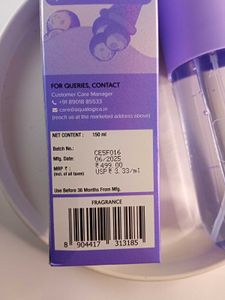 FOR QUERIES, CONTACT
Customer Care Manager
+91 89018 85533
care@aqualogica.in
(reach us at the marketed address above)
NET CONTENT : 150 ml
Batch No.: CE5F016
Mfg. Date: 06/2025
MRP : ₹ 499.00
(incl. of all taxes) USP ₹ 3.33/ml
Use Before 36 Months From Mfg.
FRAGRANCE
8 904417 313185 >